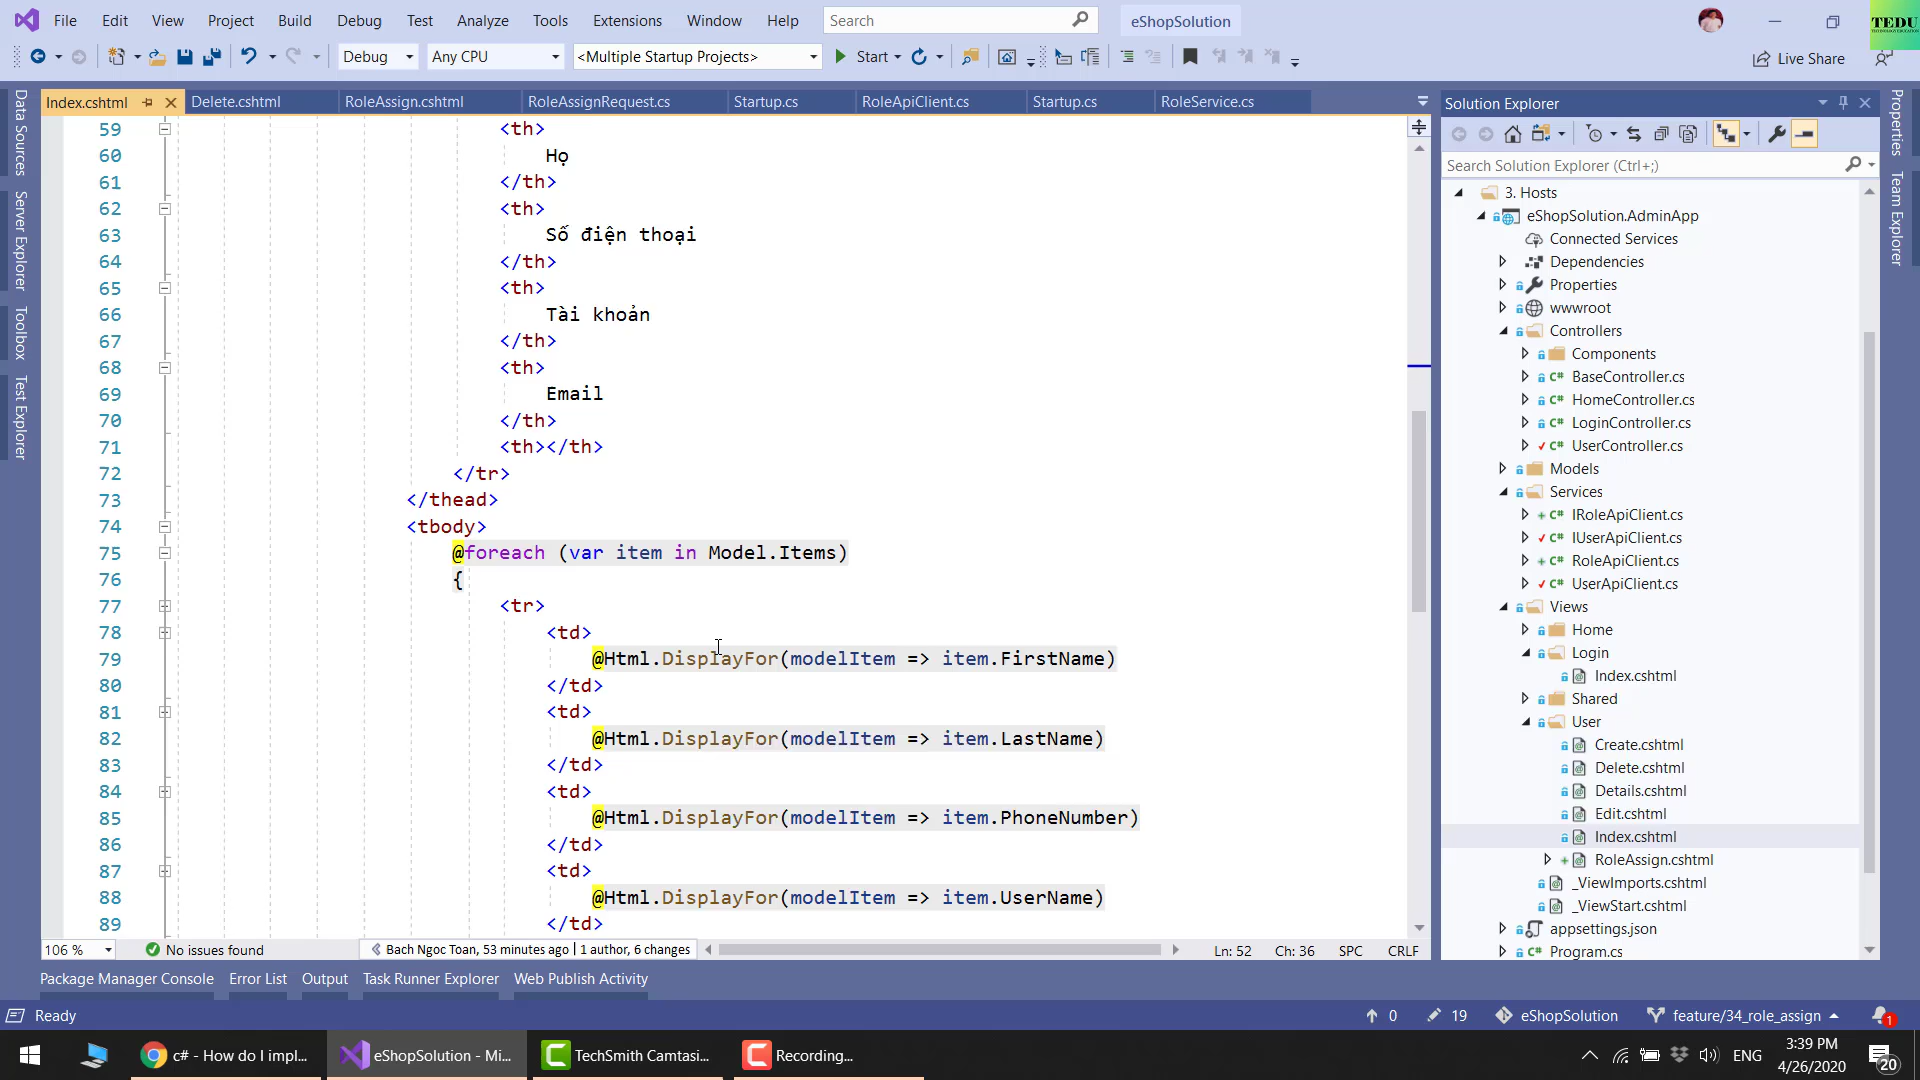 File Edit View Project Build Debug Test Analyze Tools Extensions Window Help Search eShopSolution
TEDU
Debug Any CPU <Multiple Startup Projects> Start Live Share
Index.cshtml Delete.cshtml RoleAssign.cshtml RoleAssignRequest.cs Startup.cs RoleApiClient.cs Startup.cs RoleService.cs
Data Sources
Server Explorer
Toolbox
Test Explorer
59 <th>
60 Họ
61 </th>
62 <th>
63 Số điện thoại
64 </th>
65 <th>
66 Tài khoản
67 </th>
68 <th>
69 Email
70 </th>
71 <th></th>
72 </tr>
73 </thead>
74 <tbody>
75 @foreach (var item in Model.Items)
76 {
77 <tr>
78 <td>
79 @Html.DisplayFor(modelItem => item.FirstName)
80 </td>
81 <td>
82 @Html.DisplayFor(modelItem => item.LastName)
83 </td>
84 <td>
85 @Html.DisplayFor(modelItem => item.PhoneNumber)
86 </td>
87 <td>
88 @Html.DisplayFor(modelItem => item.UserName)
89 </td>
106 % No issues found Bach Ngoc Toan, 53 minutes ago | 1 author, 6 changes Ln: 52 Ch: 36 SPC CRLF
Solution Explorer
Search Solution Explorer (Ctrl+;)
3. Hosts
eShopSolution.AdminApp
Connected Services
Dependencies
Properties
wwwroot
Controllers
Components
BaseController.cs
HomeController.cs
LoginController.cs
UserController.cs
Models
Services
IRoleApiClient.cs
IUserApiClient.cs
RoleApiClient.cs
UserApiClient.cs
Views
Home
Login
Index.cshtml
Shared
User
Create.cshtml
Delete.cshtml
Details.cshtml
Edit.cshtml
Index.cshtml
RoleAssign.cshtml
_ViewImports.cshtml
_ViewStart.cshtml
appsettings.json
Program.cs
Properties
Team Explorer
Package Manager Console Error List Output Task Runner Explorer Web Publish Activity
Ready 0 19 eShopSolution feature/34_role_assign 1
c# - How do I impl... eShopSolution - Mi... TechSmith Camtasi... Recording... ENG 3:39 PM 20
4/26/2020